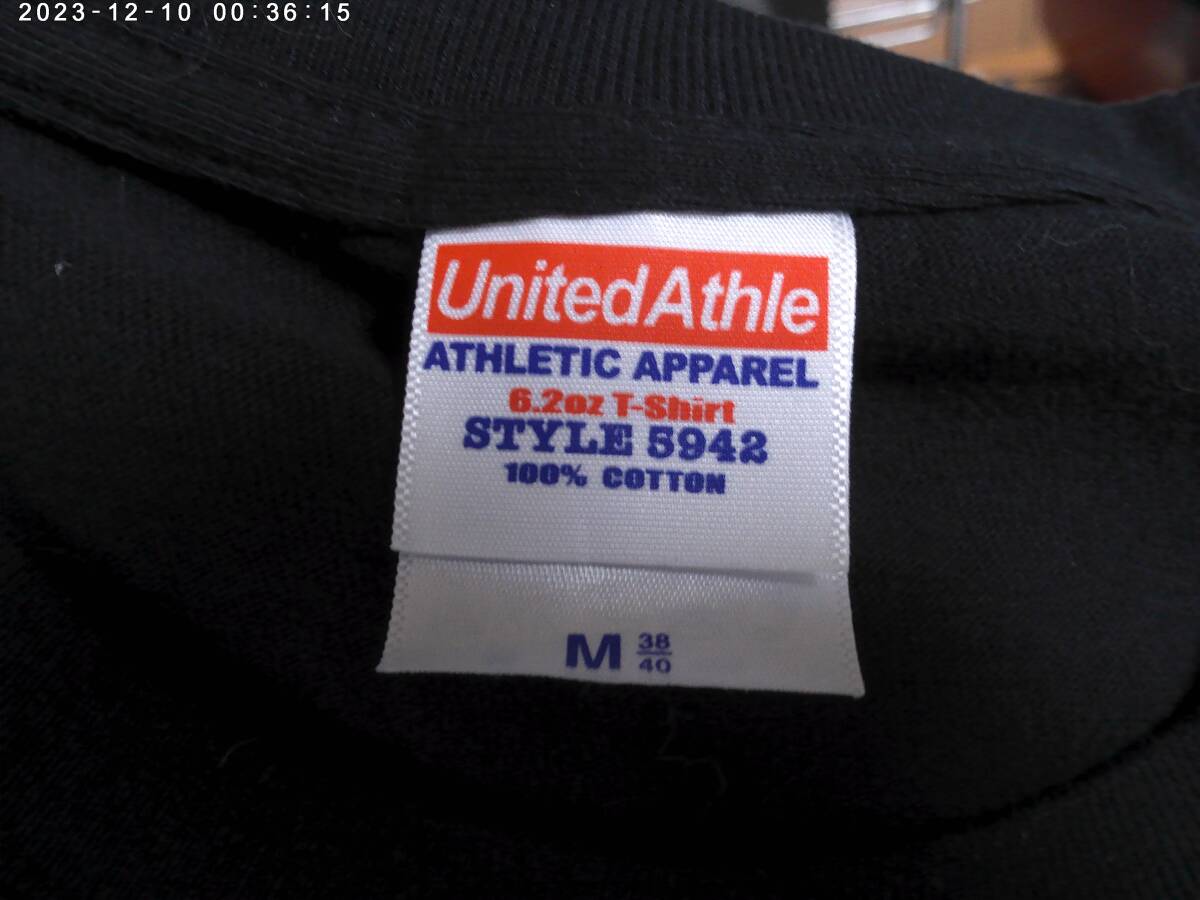 2023-12-10 00:36:15
UnitedAthle
ATHLETIC APPAREL
6.2oz T-Shirt
STYLE 5942
100% COTTON
M 38/40